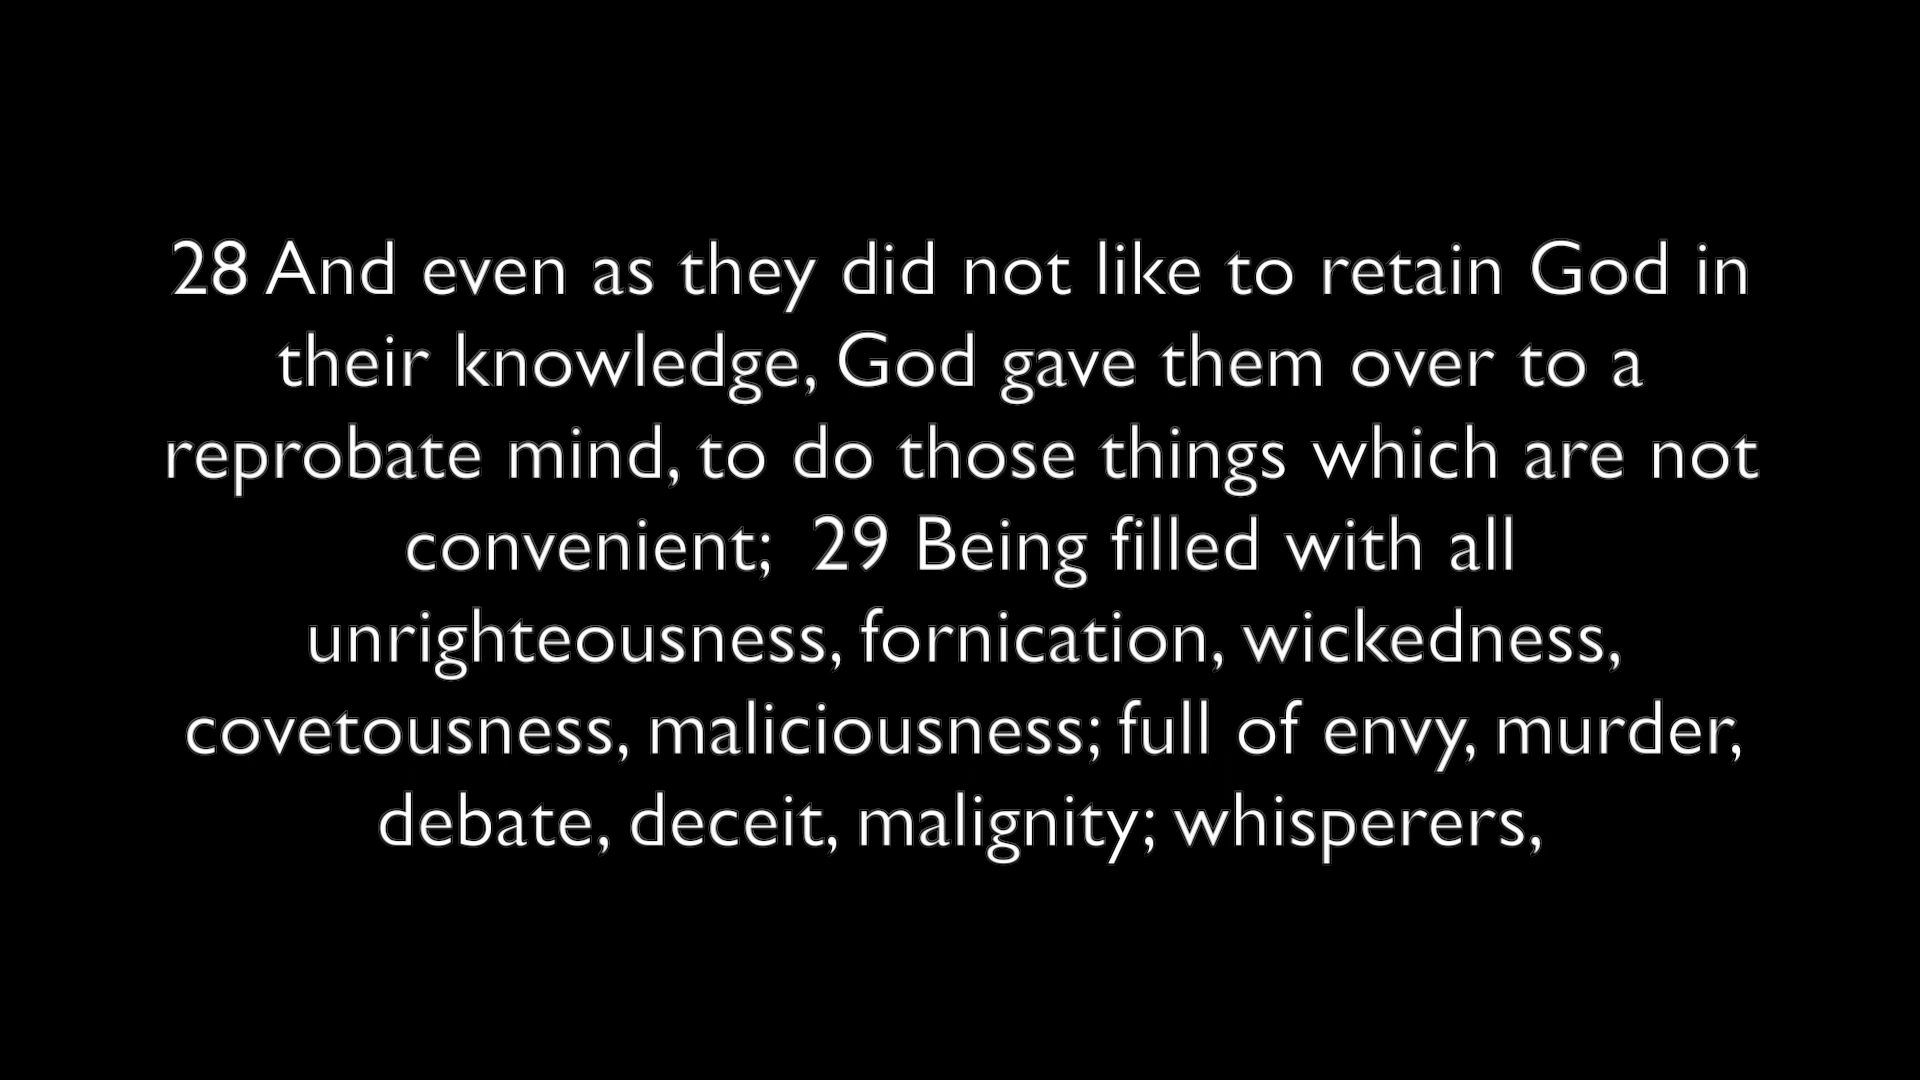 28 And even as they did not like to retain God in
their knowledge, God gave them over to a
reprobate mind, to do those things which are not
convenient;  29 Being filled with all
unrighteousness, fornication, wickedness,
covetousness, maliciousness; full of envy, murder,
debate, deceit, malignity; whisperers,